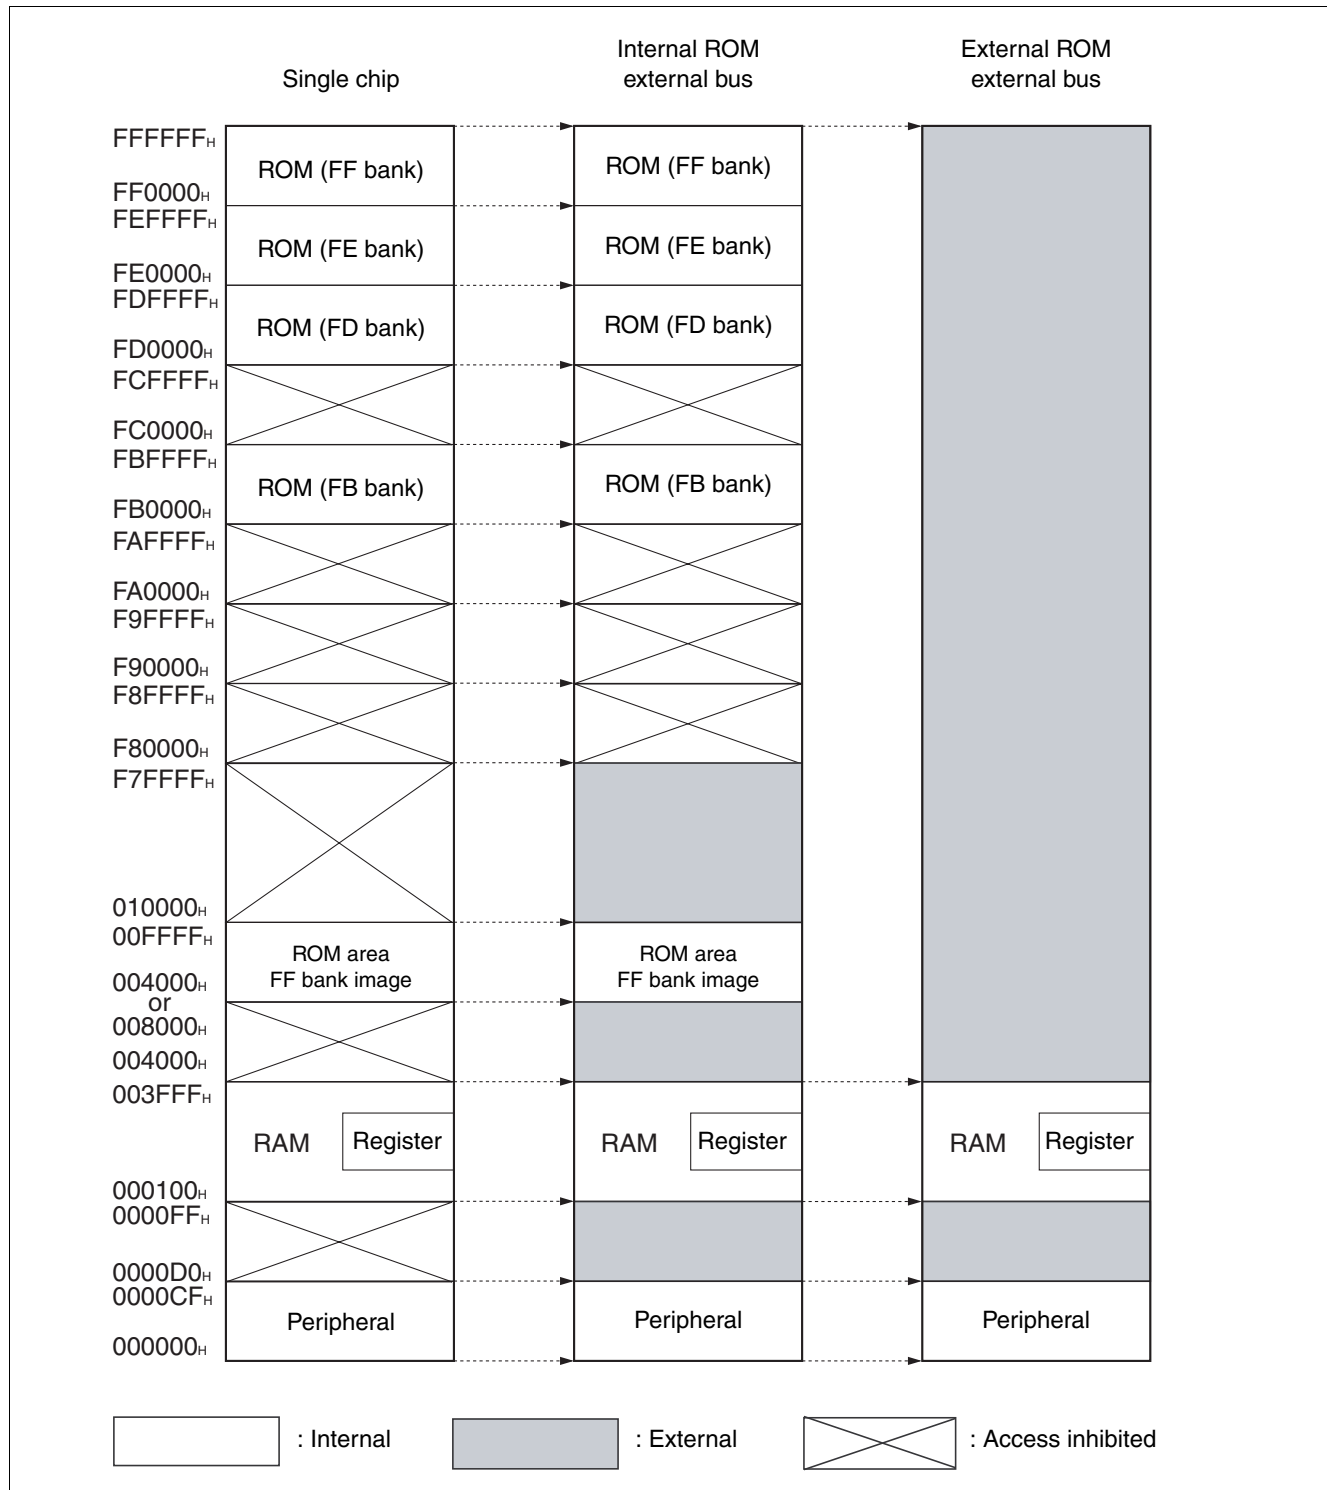 Single chip
Internal ROM
external bus
External ROM
external bus
FFFFFFH
ROM (FF bank)
ROM (FF bank)
FF0000H
FEFFFFH
ROM (FE bank)
ROM (FE bank)
FE0000H
FDFFFFH
ROM (FD bank)
ROM (FD bank)
FD0000H
FCFFFFH
FC0000H
FBFFFFH
ROM (FB bank)
ROM (FB bank)
FB0000H
FAFFFFH
FA0000H
F9FFFFH
F90000H
F8FFFFH
F80000H
F7FFFFH
010000H
00FFFFH
ROM area
FF bank image
ROM area
FF bank image
004000H
or
008000H
004000H
003FFFH
RAM
Register
RAM
Register
RAM
Register
000100H
0000FFH
0000D0H
0000CFH
Peripheral
Peripheral
Peripheral
000000H
: Internal
: External
: Access inhibited